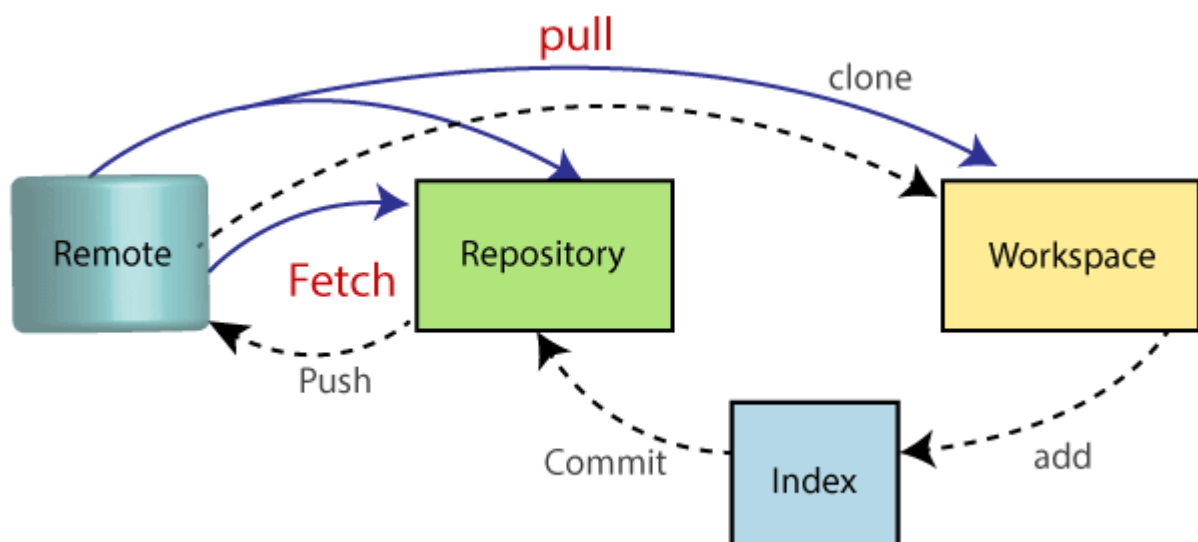 pull
clone
Remote
Repository
Workspace
Fetch
Push
Commit
add
Index